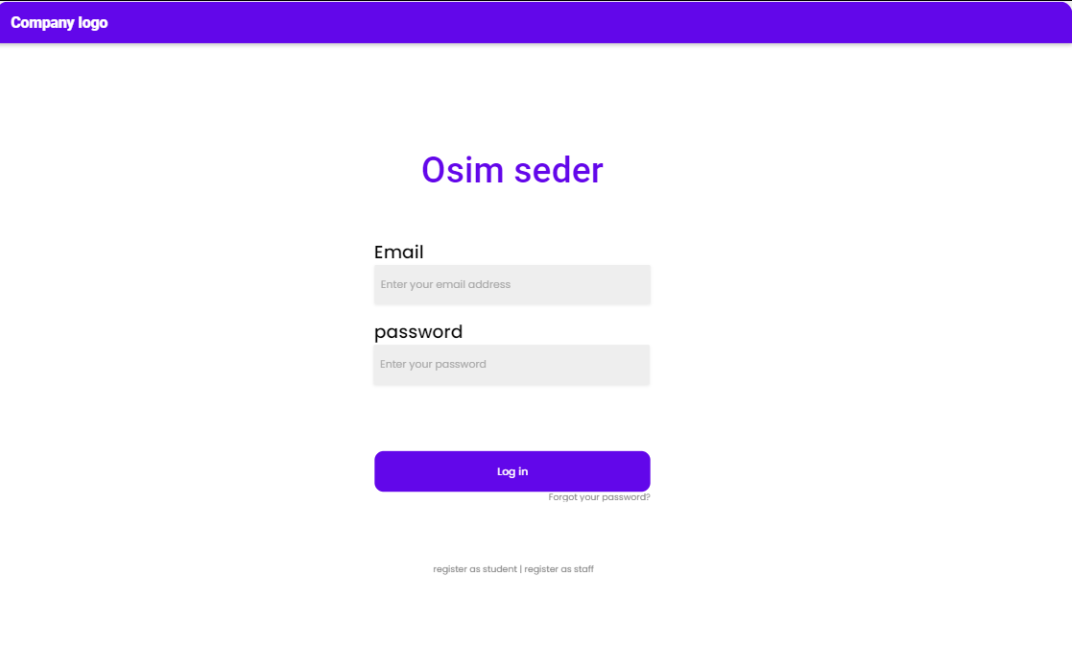 Company logo
Osim seder
Email
Enter your email address
password
Enter your password
Log in
Forgot your password?
register as student | register as staff